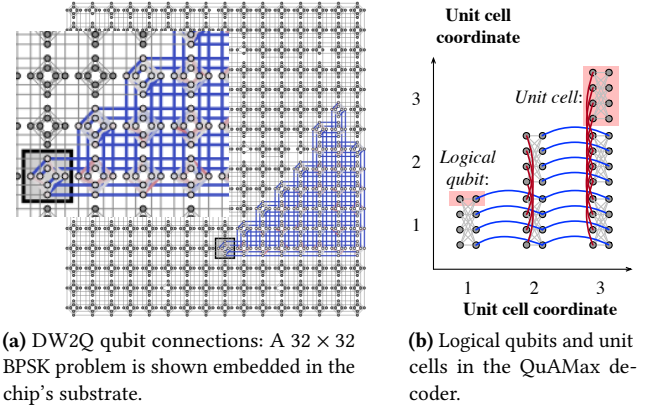 Unit cell
coordinate
3
Unit cell:
Logical
qubit:
2
1
1 2 3
Unit cell coordinate
(a) DW2Q qubit connections: A 32 × 32
BPSK problem is shown embedded in the
chip's substrate.
(b) Logical qubits and unit
cells in the QuAMax de-
coder.